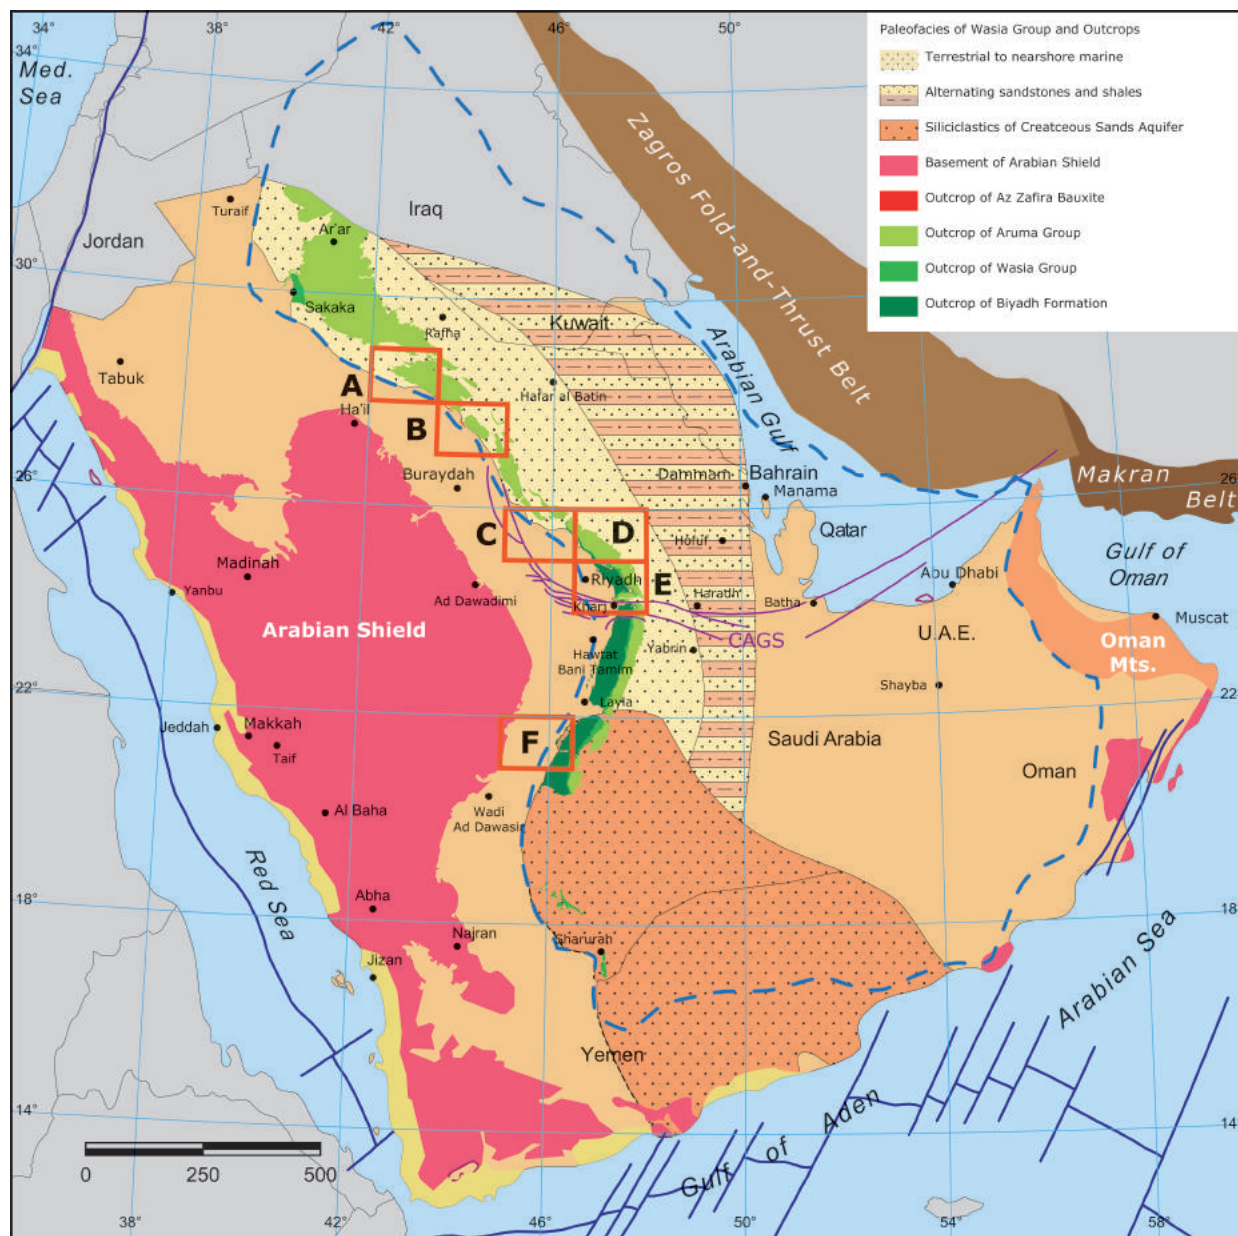 34°
38°
42°
46°
50°
Paleofacies of Wasia Group and Outcrops
Terrestrial to nearshore marine
Alternating sandstones and shales
Siliciclastics of Creatceous Sands Aquifer
Basement of Arabian Shield
Outcrop of Az Zafira Bauxite
Outcrop of Aruma Group
Outcrop of Wasia Group
Outcrop of Biyadh Formation
34°
Med.
Sea
Zagros Fold-and-Thrust Belt
Turaif
Iraq
Jordan
Ar'ar
30°
Sakaka
Rafha
Kuwait
Arabian Gulf
Tabuk
A
Hafar al Batin
Ha'il
B
Buraydah
26°
Dammam
Bahrain
Manama
Makran
Belt
26
C
D
Hofuf
Qatar
Gulf of
Oman
Madinah
Yanbu
Ad Dawadimi
Riyadh
E
Kharj
Haradh
Batha
Abu Dhabi
Muscat
Arabian Shield
CAGS
U.A.E.
Oman
Mts.
Hawtat
Bani Tamim
Yabrin
Shayba
22°
22
Layla
Jeddah
Makkah
Taif
F
Saudi Arabia
Oman
Al Baha
Wadi
Ad Dawasir
Red Sea
Abha
18°
18
Najran
Sharurah
Jizan
Arabian Sea
Yemen
14°
14
Gulf of Aden
0
250
500
38°
42°
46°
50°
54°
58°